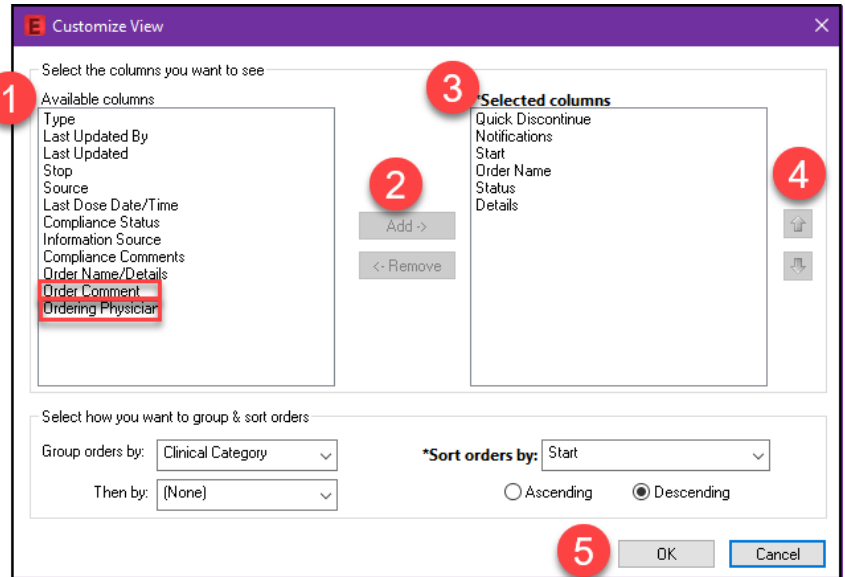 E Customize View
Select the columns you want to see
1
Available columns
Type
Last Updated By
Last Updated
Stop
Source
Last Dose Date/Time
Compliance Status
Information Source
Compliance Comments
Order Name/Details
Order Comment
Ordering Physician
2
Add ->
<- Remove
3
*Selected columns
Quick Discontinue
Notifications
Start
Order Name
Status
Details
4
Select how you want to group & sort orders
Group orders by: Clinical Category
Then by: (None)
*Sort orders by: Start
Ascending Descending
5
OK Cancel